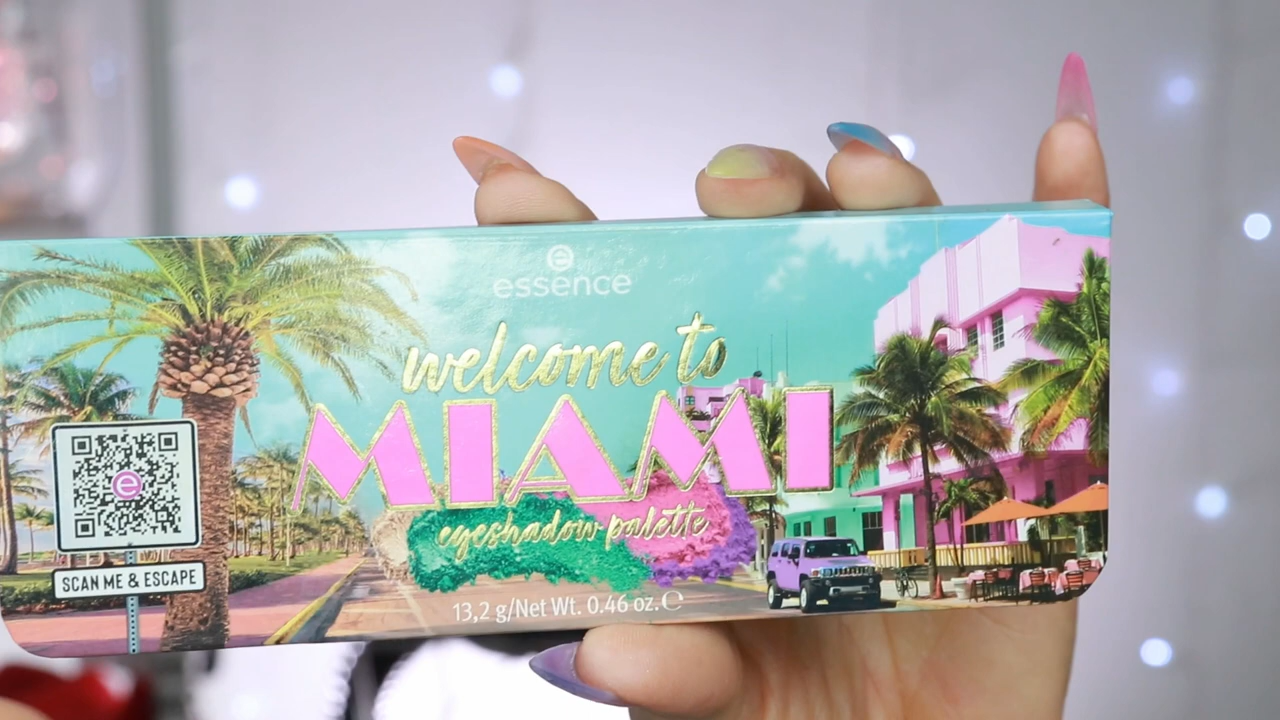 e
essence
welcome to
MIAMI
eyeshadow palette
13,2 g/Net Wt. 0.46 oz. ℮
e
SCAN ME & ESCAPE